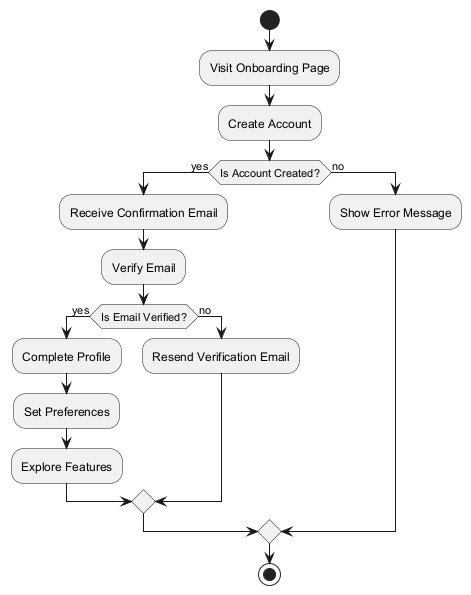 Visit Onboarding Page
Create Account
yes
Is Account Created?
no
Receive Confirmation Email
Show Error Message
Verify Email
yes
Is Email Verified?
no
Complete Profile
Resend Verification Email
Set Preferences
Explore Features